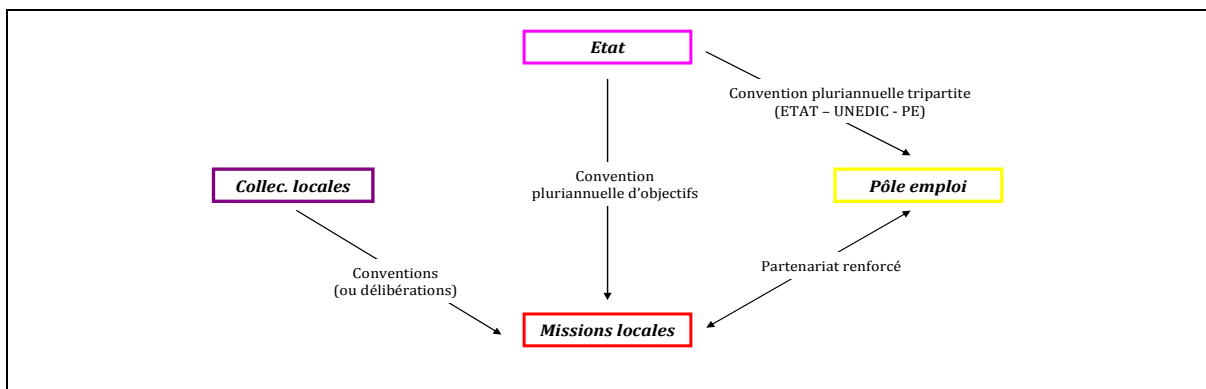 Etat
Convention pluriannuelle tripartite
(ETAT – UNEDIC - PE)
Collec. locales
Convention
pluriannuelle d'objectifs
Pôle emploi
Conventions
(ou délibérations)
Partenariat renforcé
Missions locales